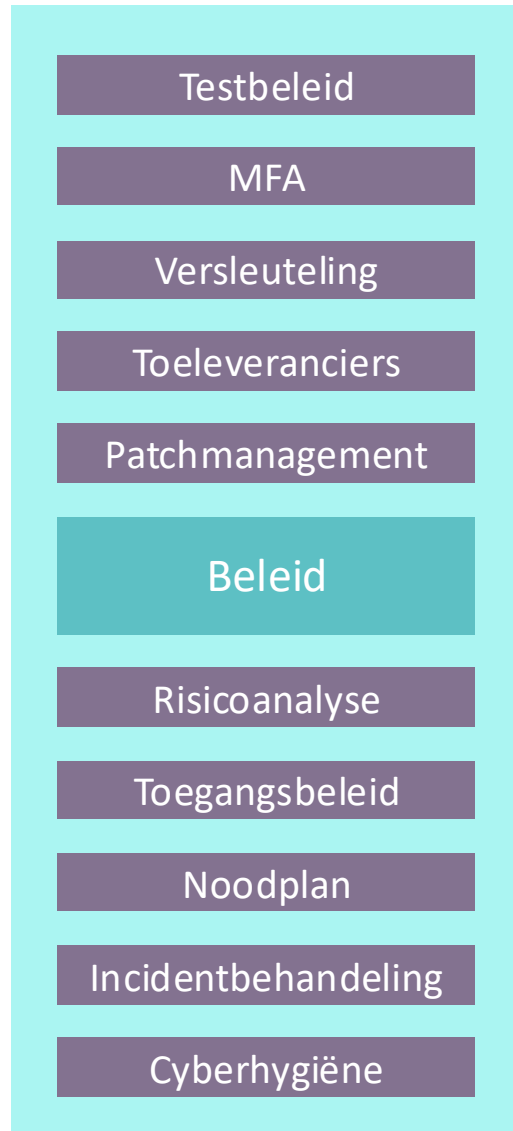 Testbeleid
MFA
Versleuteling
Toeleveranciers
Patchmanagement
Beleid
Risicoanalyse
Toegangsbeleid
Noodplan
Incidentbehandeling
Cyberhygiëne